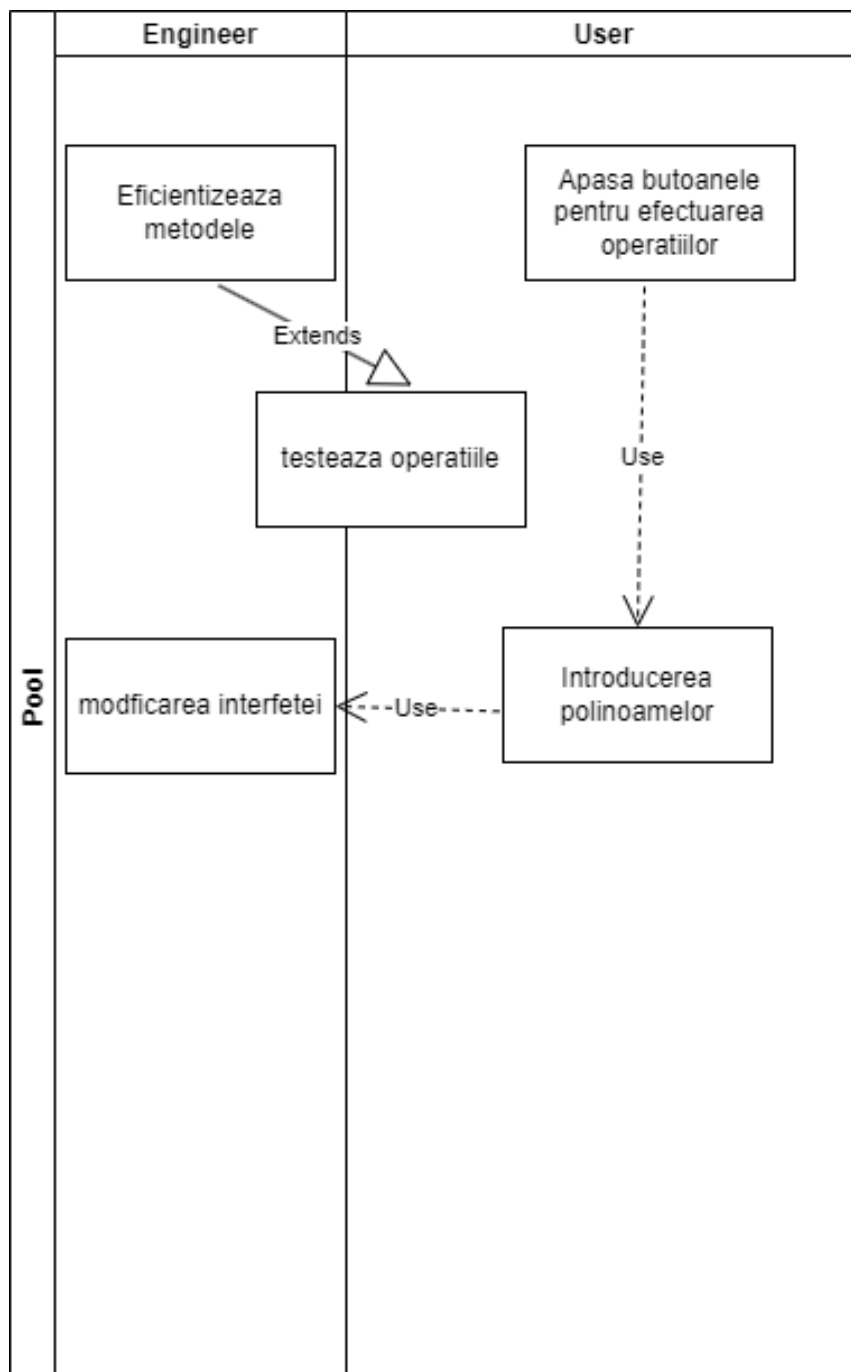 Engineer
User
Eficientizeaza
metodele
Apasa butoanele
pentru efectuarea
operatiilor
Extends
testeaza operatiile
Use
Pool
modficarea interfetei
Use
Introducerea
polinoamelor